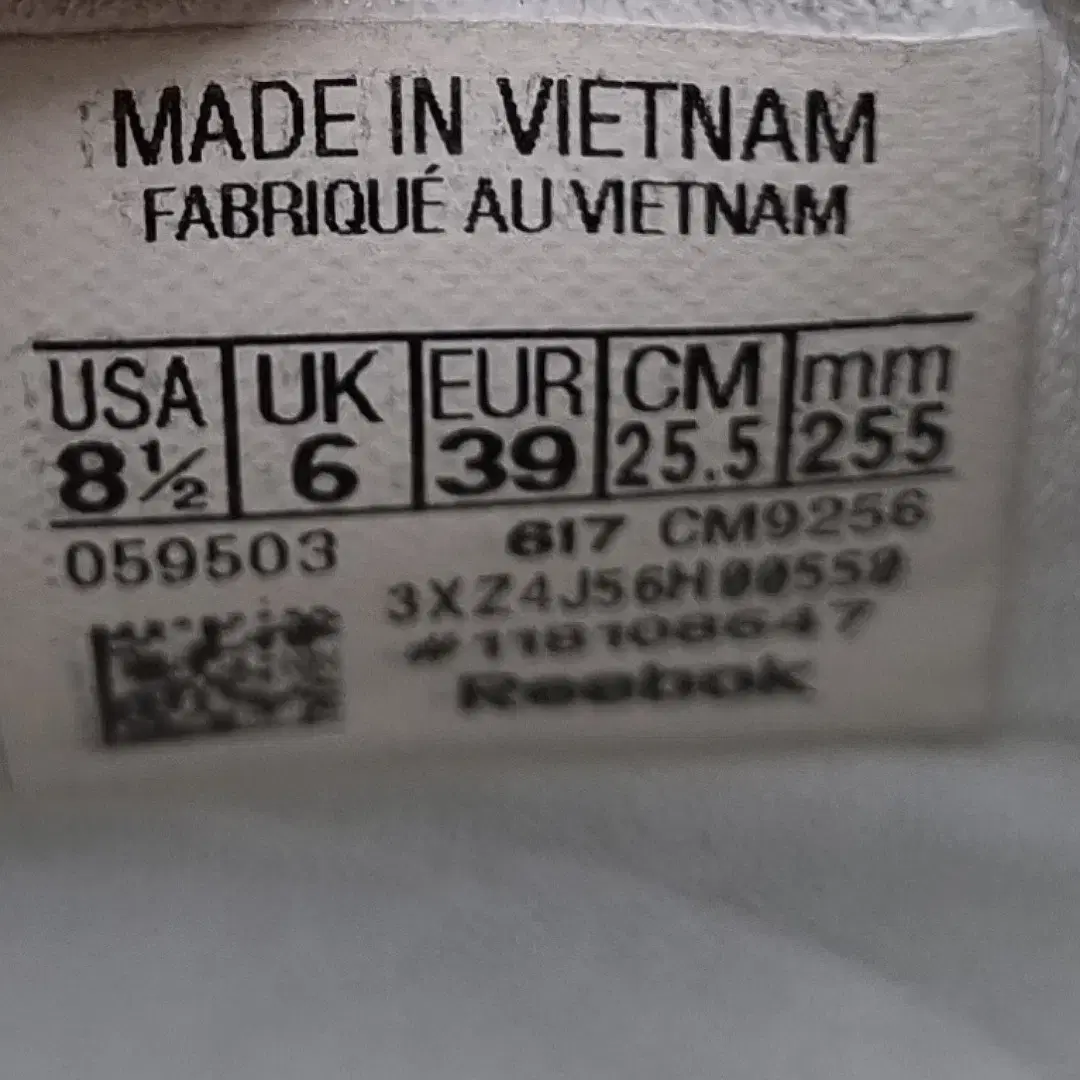 MADE IN VIETNAM
FABRIQUÉ AU VIETNAM
USA UK EUR CM mm
8½ 6 39 25.5 255
059503 617 CM9256
3XZ4J56H00550
#118108647
Reebok